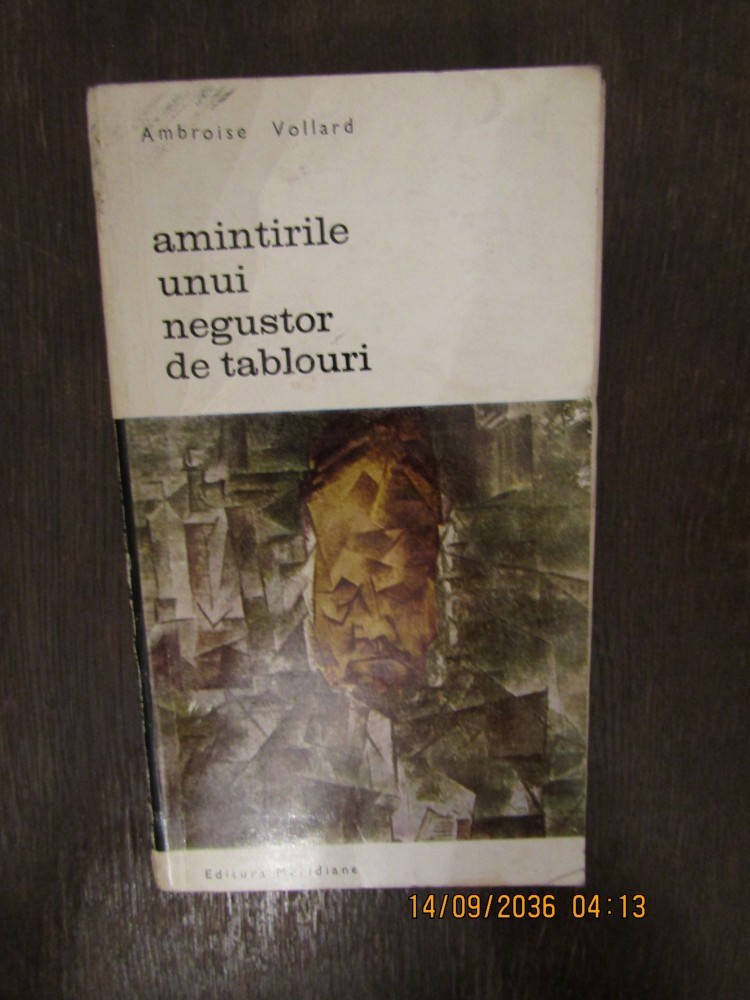 Ambroise Vollard
amintirile
unui
negustor
de tablouri
Editura Meridiane
14/09/2036 04:13